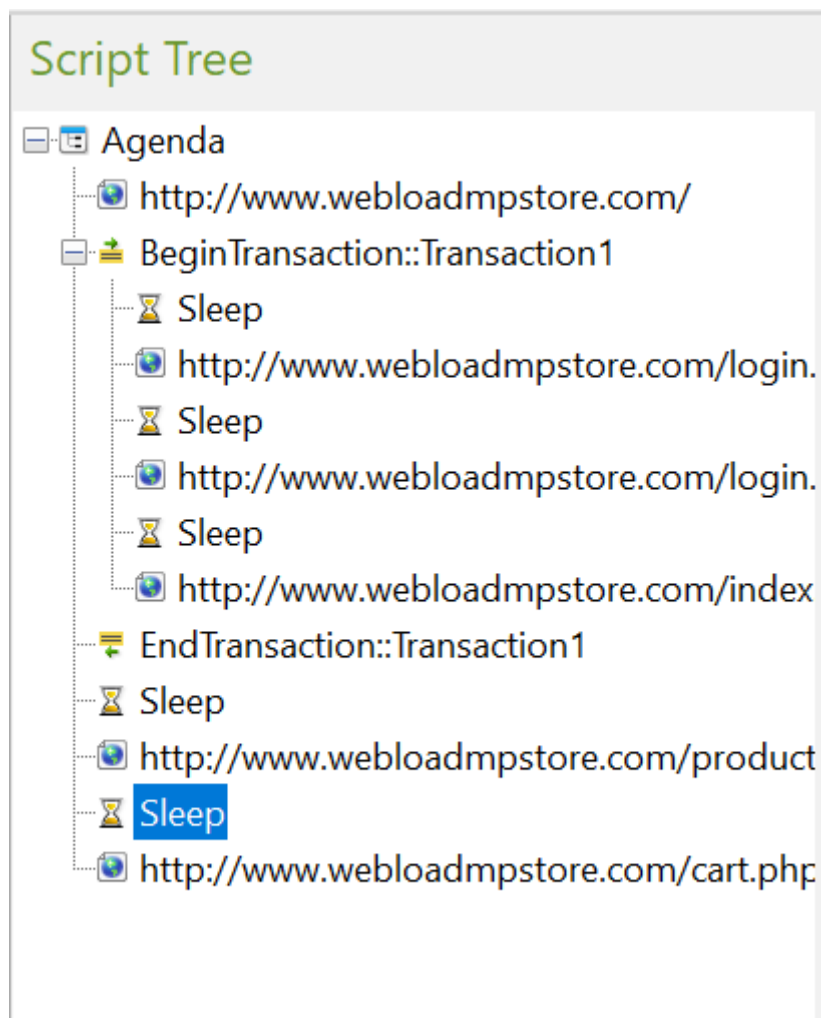 Script Tree
Agenda
http://www.webloadmpstore.com/
BeginTransaction::Transaction1
Sleep
http://www.webloadmpstore.com/login.
Sleep
http://www.webloadmpstore.com/login.
Sleep
http://www.webloadmpstore.com/index
EndTransaction::Transaction1
Sleep
http://www.webloadmpstore.com/product
Sleep
http://www.webloadmpstore.com/cart.php